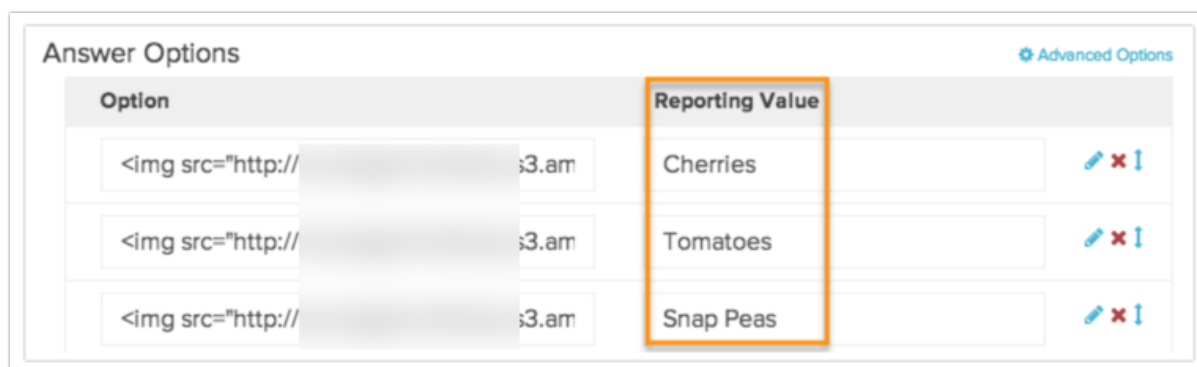 Answer Options
Advanced Options
Option Reporting Value
<img src="http:// s3.am Cherries
<img src="http:// s3.am Tomatoes
<img src="http:// s3.am Snap Peas